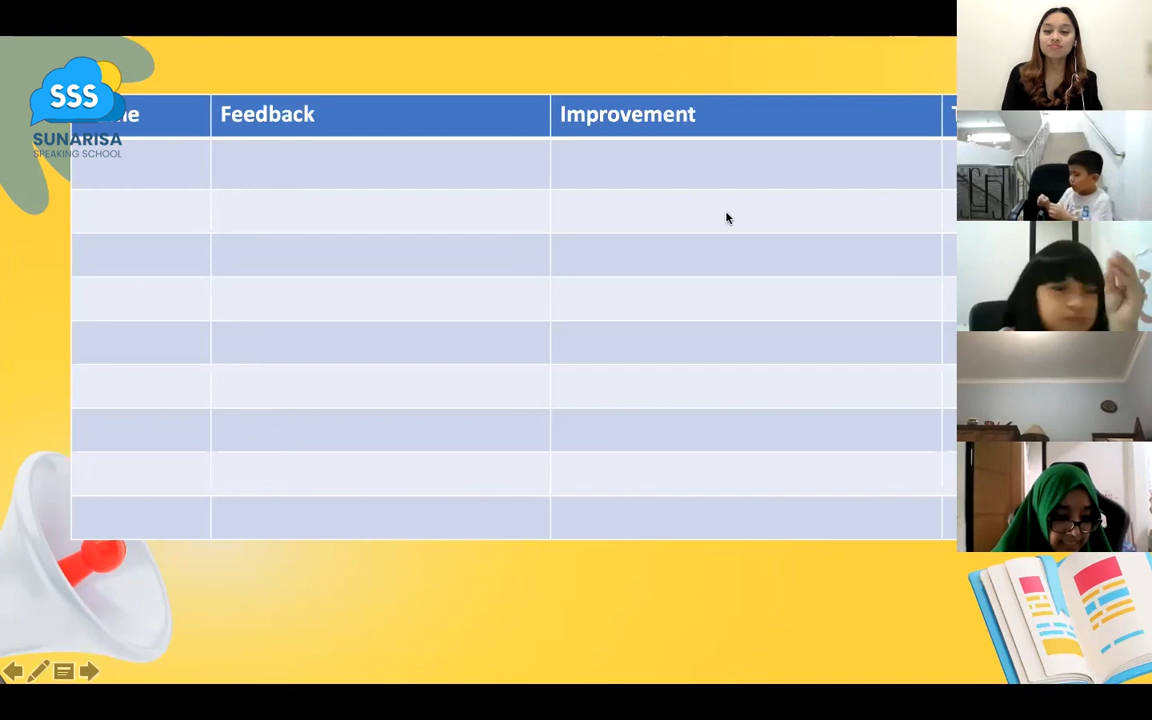 SSS
SUNARISA
SPEAKING SCHOOL
Feedback
Improvement